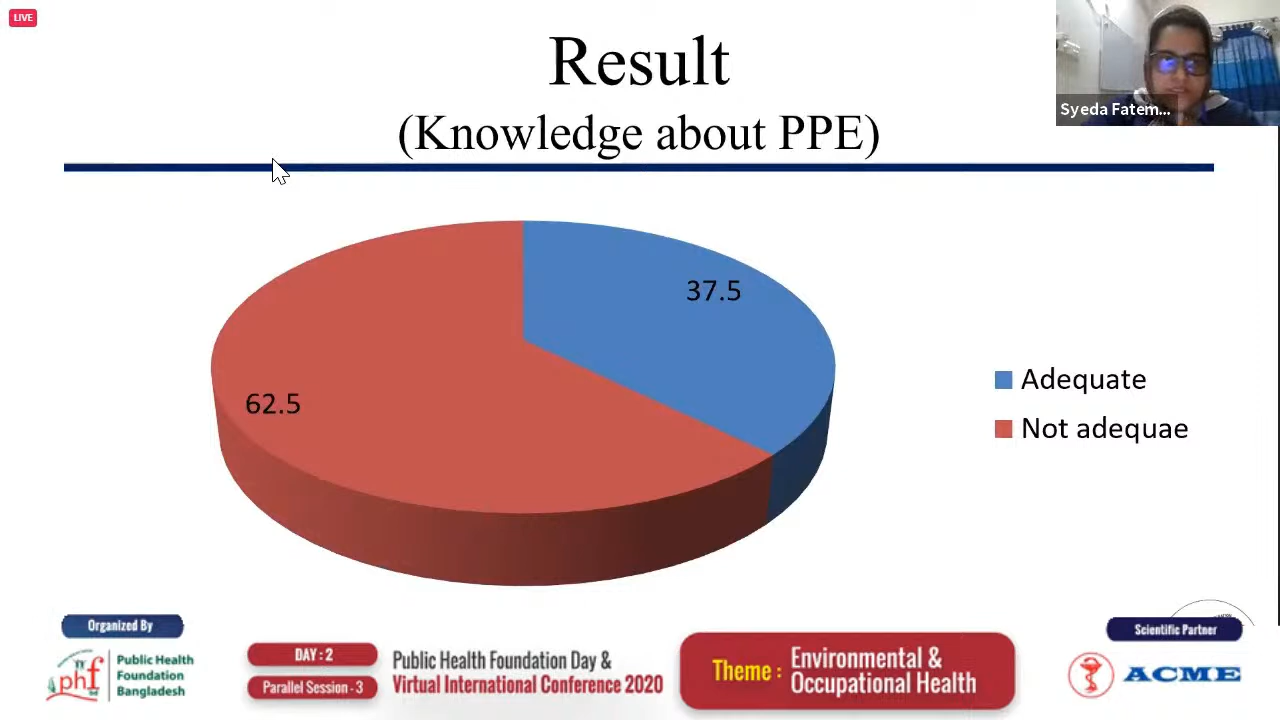 LIVE
Result
(Knowledge about PPE)
Syeda Fatem...
37.5
62.5
Adequate
Not adequae
Organized By
phf
Public Health
Foundation
Bangladesh
DAY : 2
Parallel Session - 3
Public Health Foundation Day &
Virtual International Conference 2020
Theme :
Environmental &
Occupational Health
Scientific Partner
ACME